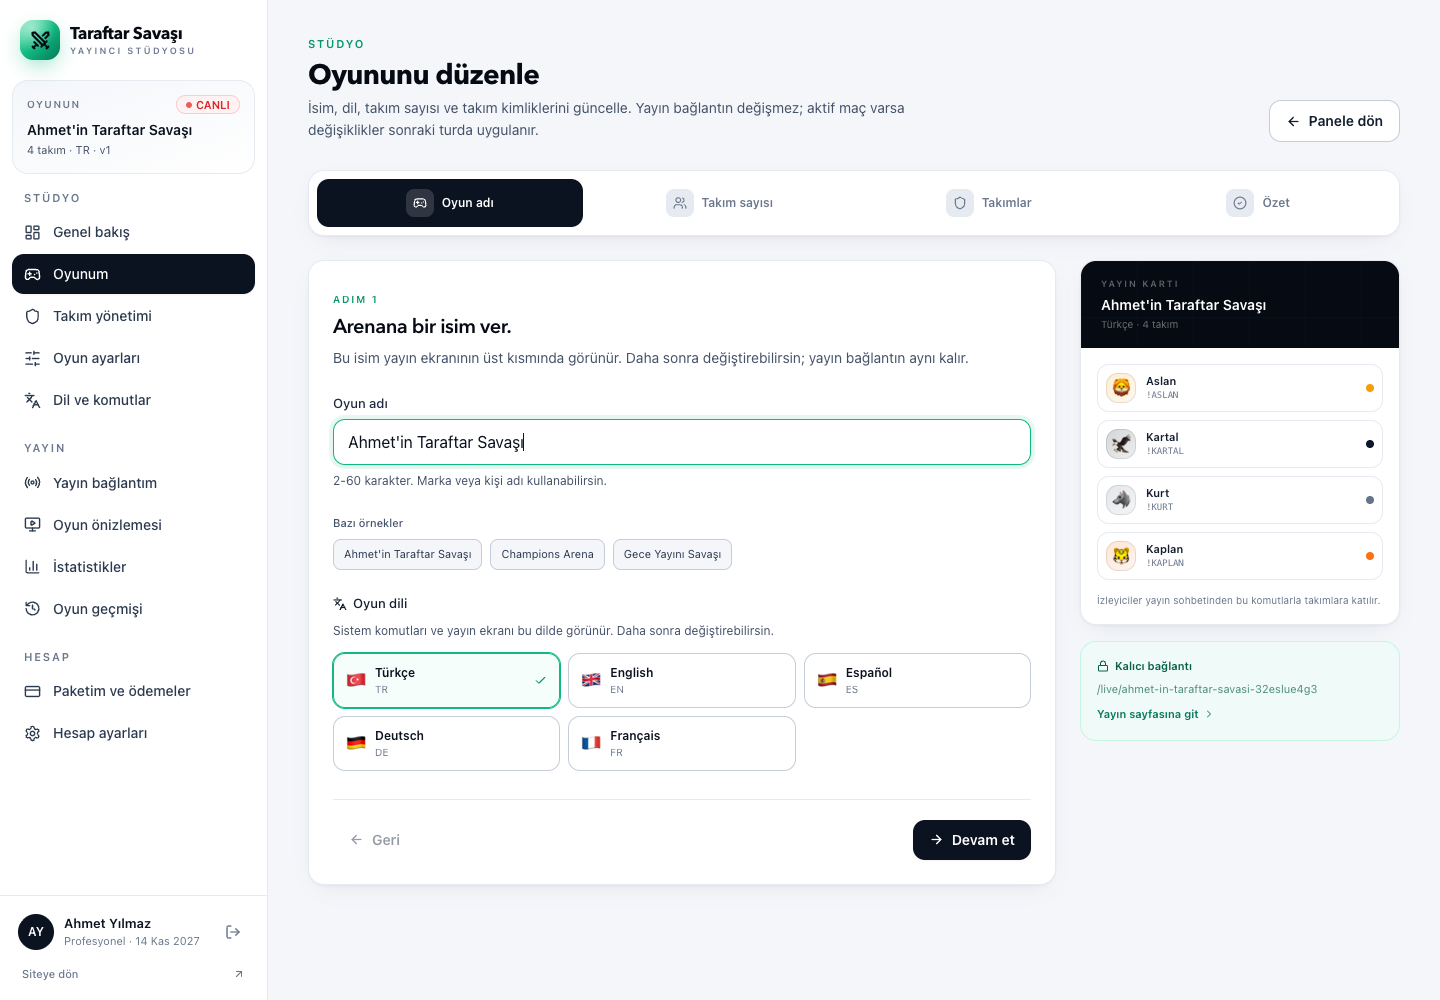 Taraftar Savaşı
YAYINCI STÜDYOSU
OYUNUN
CANLI
Ahmet'in Taraftar Savaşı
4 takım · TR · v1
STÜDYO
Genel bakış
Oyunum
Takım yönetimi
Oyun ayarları
Dil ve komutlar
YAYIN
Yayın bağlantım
Oyun önizlemesi
İstatistikler
Oyun geçmişi
HESAP
Paketim ve ödemeler
Hesap ayarları
AY
Ahmet Yılmaz
Profesyonel · 14 Kas 2027
Siteye dön
STÜDYO
Oyununu düzenle
İsim, dil, takım sayısı ve takım kimliklerini güncelle. Yayın bağlantın değişmez; aktif maç varsa
değişiklikler sonraki turda uygulanır.
Panele dön
Oyun adı
Takım sayısı
Takımlar
Özet
ADIM 1
Arenana bir isim ver.
Bu isim yayın ekranının üst kısmında görünür. Daha sonra değiştirebilirsin; yayın bağlantın aynı kalır.
Oyun adı
Ahmet'in Taraftar Savaşı
2-60 karakter. Marka veya kişi adı kullanabilirsin.
Bazı örnekler
Ahmet'in Taraftar Savaşı
Champions Arena
Gece Yayını Savaşı
Oyun dili
Sistem komutları ve yayın ekranı bu dilde görünür. Daha sonra değiştirebilirsin.
Türkçe
TR
English
EN
Español
ES
Deutsch
DE
Français
FR
Geri
Devam et
YAYIN KARTI
Ahmet'in Taraftar Savaşı
Türkçe · 4 takım
Aslan
!ASLAN
Kartal
!KARTAL
Kurt
!KURT
Kaplan
!KAPLAN
İzleyiciler yayın sohbetinden bu komutlarla takımlara katılır.
Kalıcı bağlantı
/live/ahmet-in-taraftar-savasi-32eslue4g3
Yayın sayfasına git